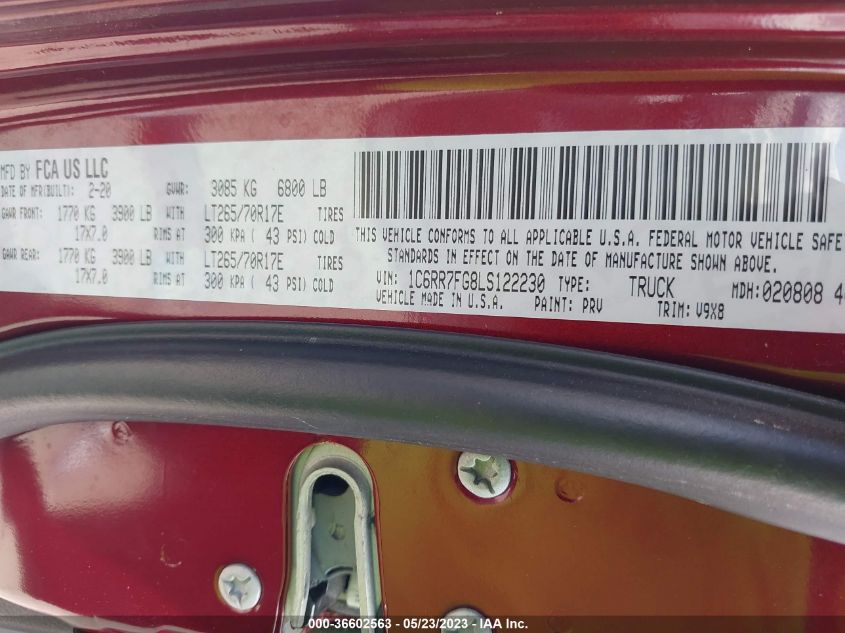 MFD BY FCA US LLC
DATE OF MFR(BUILT): 2-20 GVWR: 3085 KG 6800 LB
GAWR FRONT: 1770 KG 3900 LB WITH LT265/70R17E TIRES
17X7.0 RIMS AT 300 KPA ( 43 PSI) COLD
GAWR REAR: 1770 KG 3900 LB WITH LT265/70R17E TIRES
17X7.0 RIMS AT 300 KPA ( 43 PSI) COLD
THIS VEHICLE CONFORMS TO ALL APPLICABLE U.S.A. FEDERAL MOTOR VEHICLE SAFE
STANDARDS IN EFFECT ON THE DATE OF MANUFACTURE SHOWN ABOVE.
VIN: 1C6RR7FG8LS122230 TYPE: TRUCK MDH:020808 4
VEHICLE MADE IN U.S.A. PAINT: PRV TRIM: V9X8
000-36602563 - 05/23/2023 - IAA Inc.